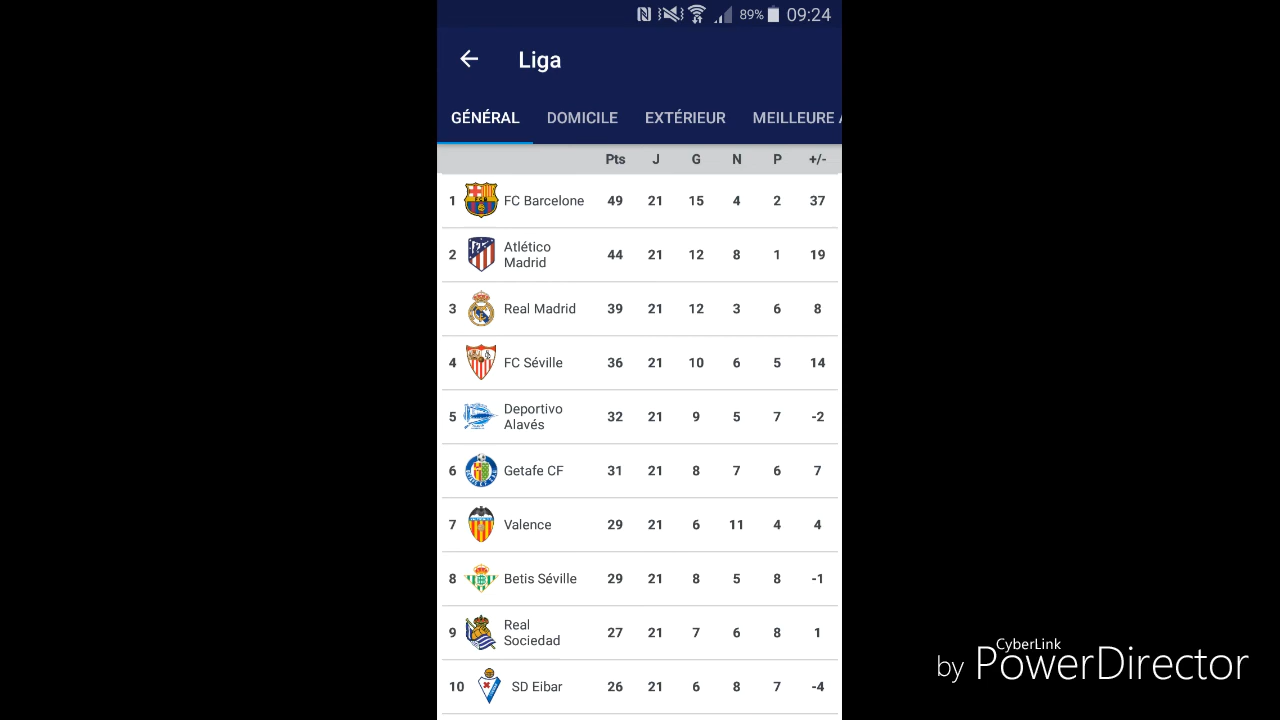 89% 09:24
Liga
GÉNÉRAL DOMICILE EXTÉRIEUR MEILLEURE A
Pts J G N P +/-
1 FC Barcelone 49 21 15 4 2 37
2 Atlético Madrid 44 21 12 8 1 19
3 Real Madrid 39 21 12 3 6 8
4 FC Séville 36 21 10 6 5 14
5 Deportivo Alavés 32 21 9 5 7 -2
6 Getafe CF 31 21 8 7 6 7
7 Valence 29 21 6 11 4 4
8 Betis Séville 29 21 8 5 8 -1
9 Real Sociedad 27 21 7 6 8 1
10 SD Eibar 26 21 6 8 7 -4
CyberLink
by PowerDirector